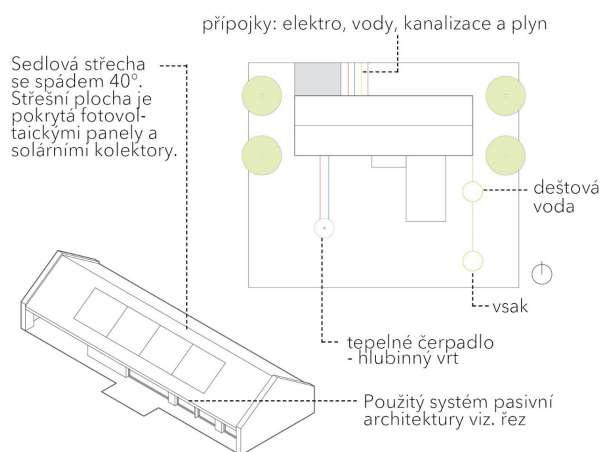 přípojky: elektro, vody, kanalizace a plyn
Sedlová střecha
se spádem 40°.
Střešní plocha je
pokrytá fotovol-
taickými panely a
solárními kolektory.
deštová
voda
vsak
tepelné čerpadlo
- hlubinný vrt
Použitý systém pasivní
architektury viz. řez